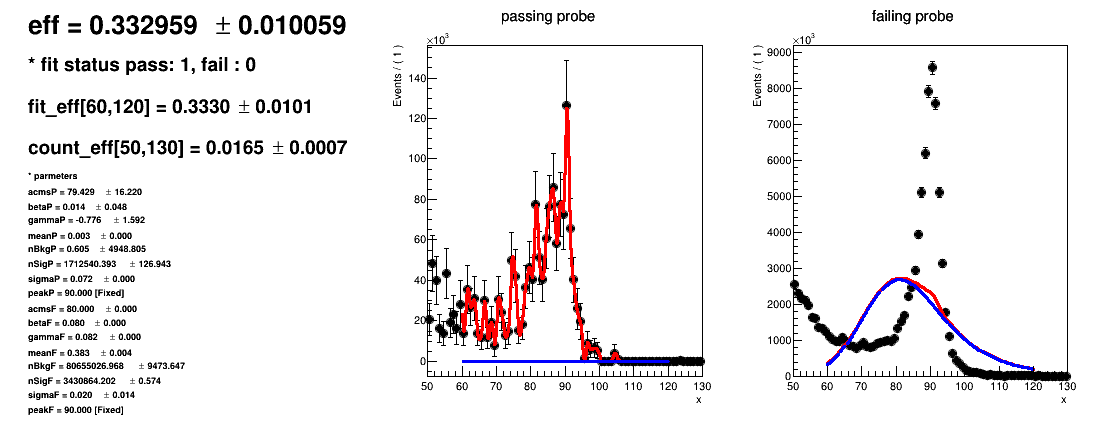 eff = 0.332959 ± 0.010059
* fit status pass: 1, fail : 0
fit_eff[60,120] = 0.3330 ± 0.0101
count_eff[50,130] = 0.0165 ± 0.0007
* parmeters
acmsP = 79.429 ± 16.220
betaP = 0.014 ± 0.048
gammaP = -0.776 ± 1.592
meanP = 0.003 ± 0.000
nBkgP = 0.605 ± 4948.805
nSigP = 1712540.393 ± 126.943
sigmaP = 0.072 ± 0.000
peakP = 90.000 [Fixed]
acmsF = 80.000 ± 0.000
betaF = 0.080 ± 0.000
gammaF = 0.082 ± 0.000
meanF = 0.383 ± 0.004
nBkgF = 80655026.968 ± 9473.647
nSigF = 3430864.202 ± 0.574
sigmaF = 0.020 ± 0.014
peakF = 90.000 [Fixed]
passing probe
×10³
Events / ( 1 )
140
120
100
80
60
40
20
0
50 60 70 80 90 100 110 120 130
x
failing probe
×10³
Events / ( 1 )
9000
8000
7000
6000
5000
4000
3000
2000
1000
0
50 60 70 80 90 100 110 120 130
x